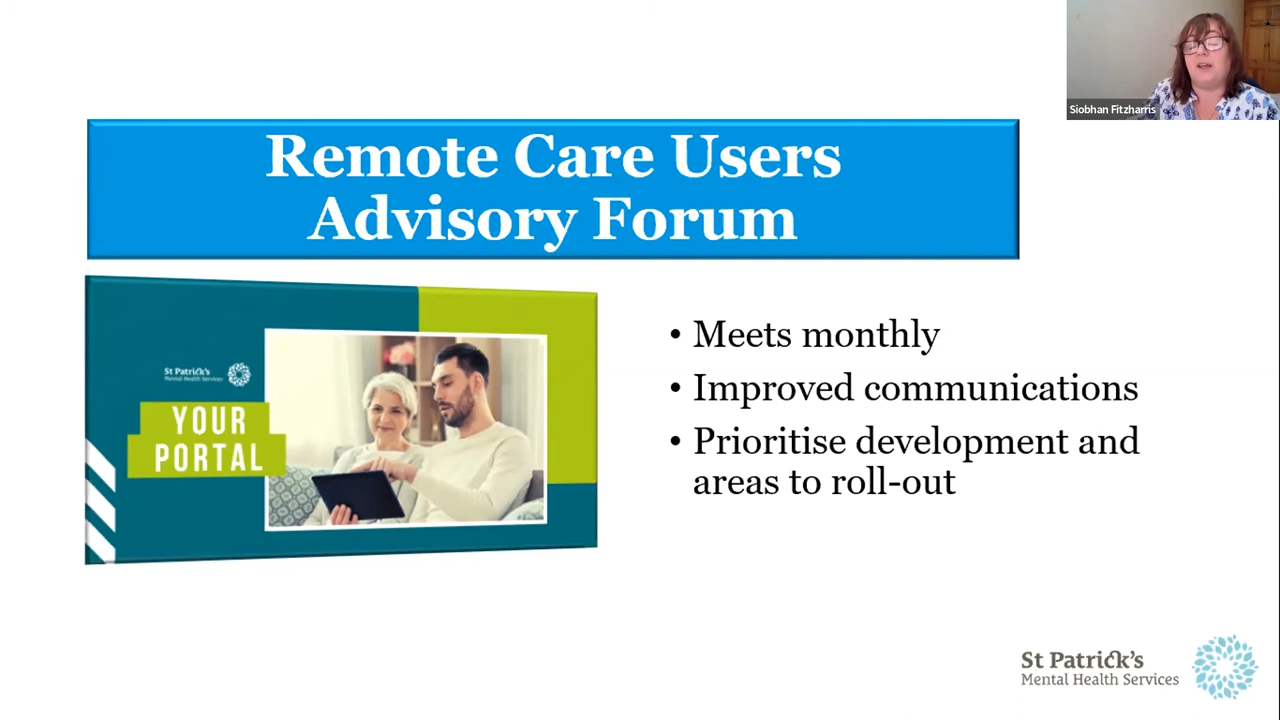 Siobhan Fitzharris
Remote Care Users
Advisory Forum
St Patrick's
Mental Health Services
YOUR
PORTAL
• Meets monthly
• Improved communications
• Prioritise development and
areas to roll-out
St Patrick's
Mental Health Services